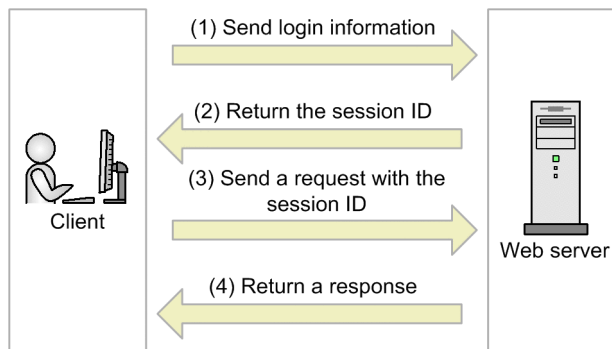 (1) Send login information
(2) Return the session ID
(3) Send a request with the
session ID
Client
Web server
(4) Return a response